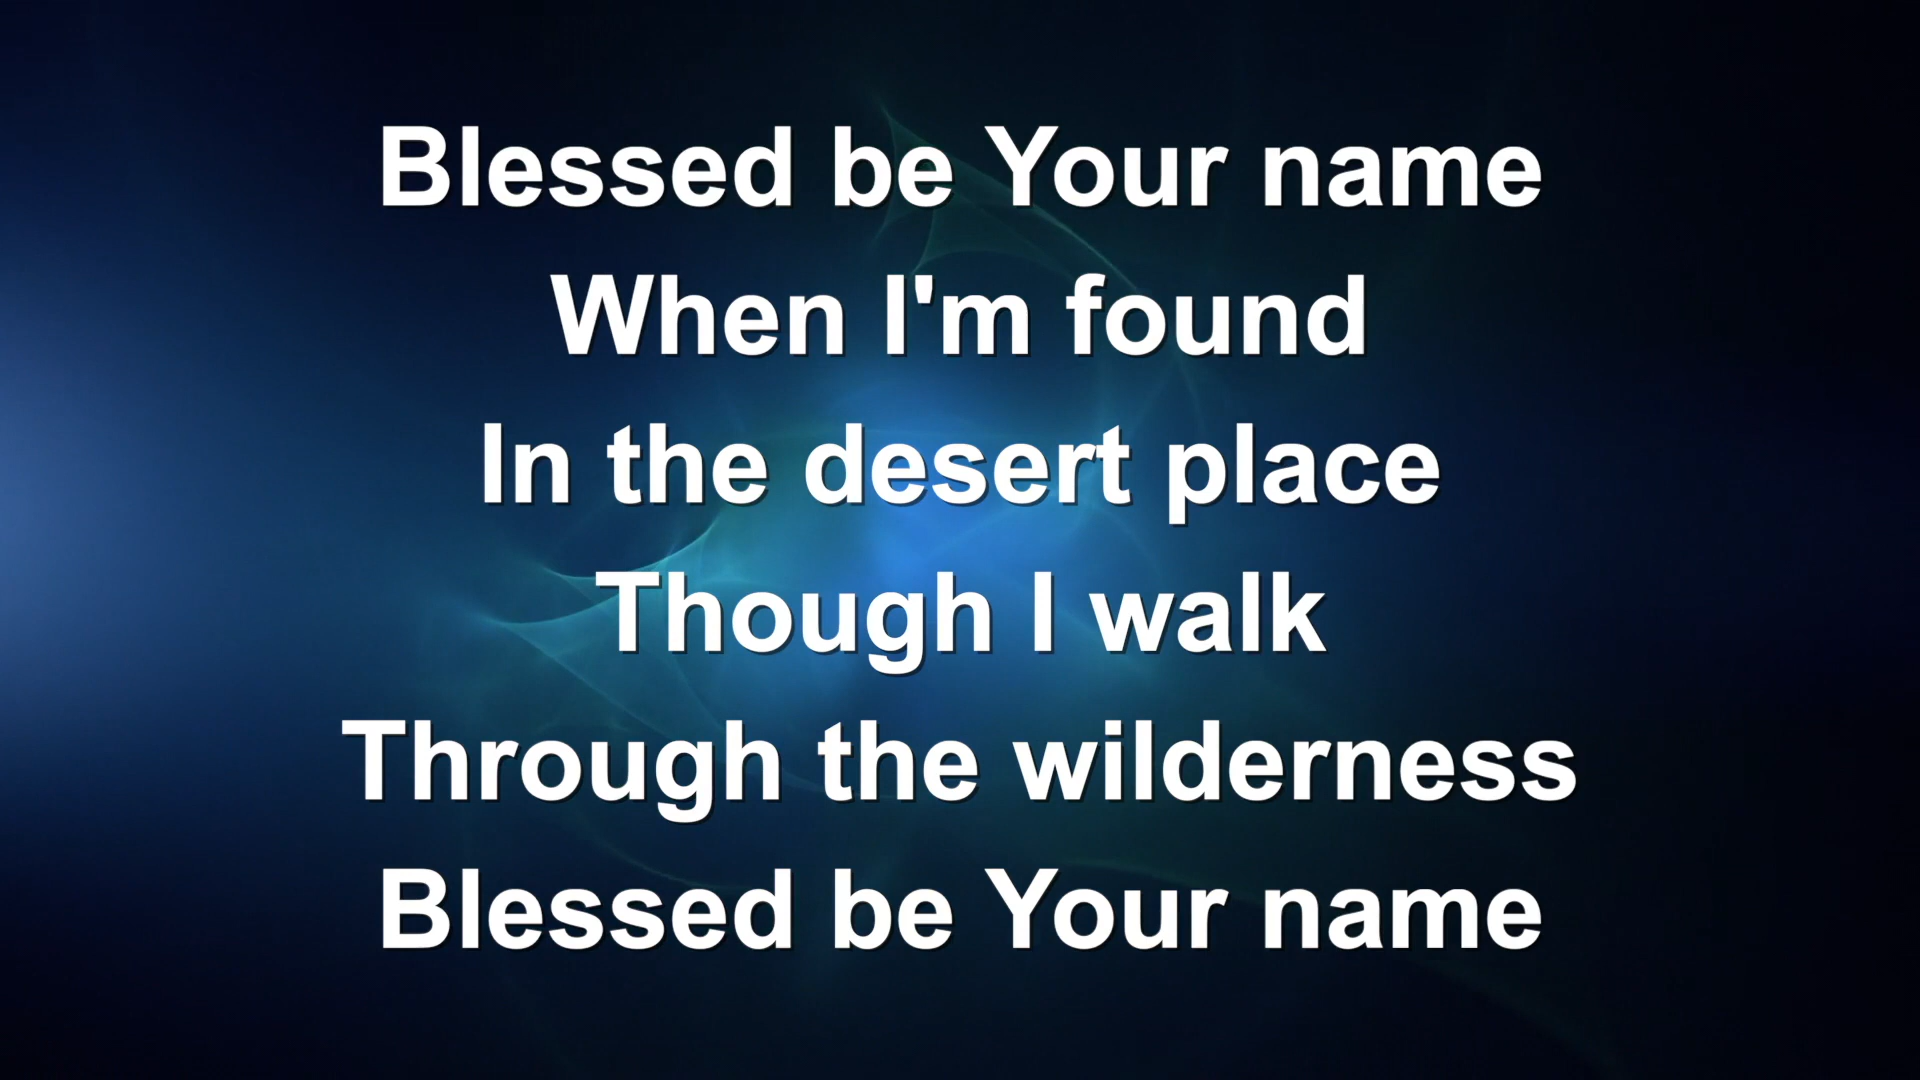 Blessed be Your name
When I'm found
In the desert place
Though I walk
Through the wilderness
Blessed be Your name